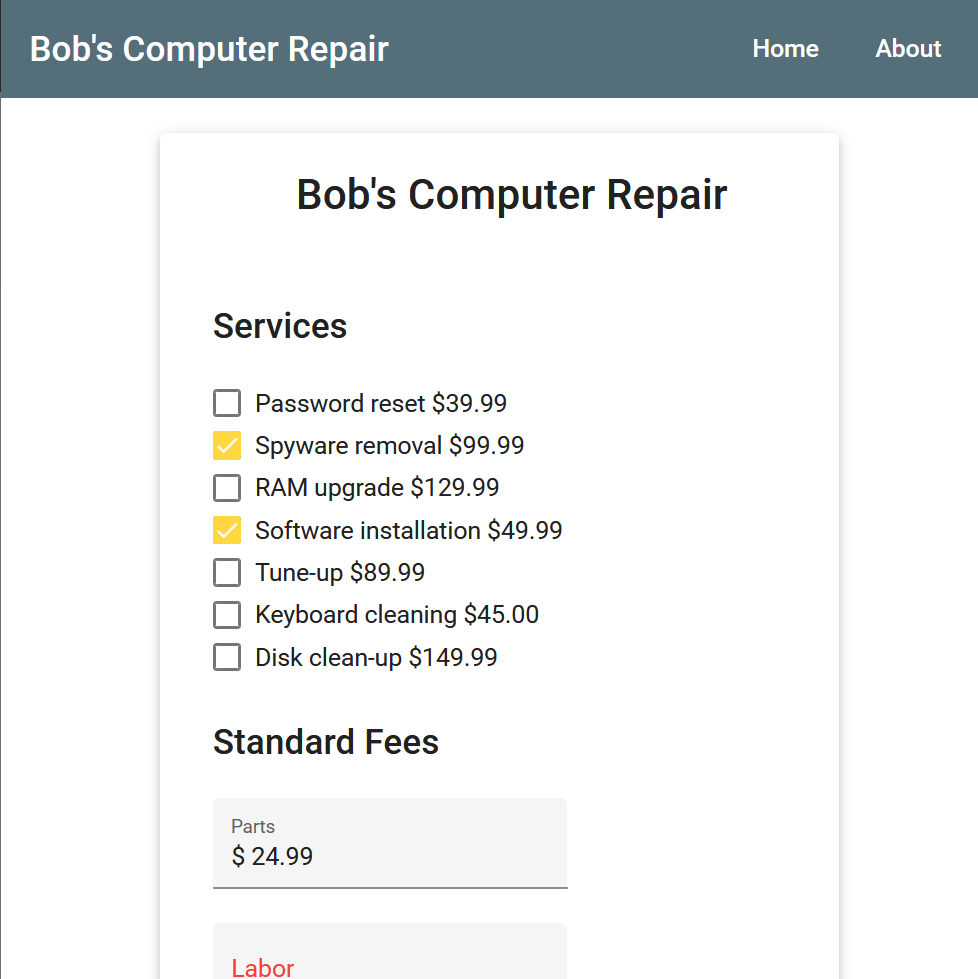 Bob's Computer Repair
Home
About
Bob's Computer Repair
Services
Password reset $39.99
Spyware removal $99.99
RAM upgrade $129.99
Software installation $49.99
Tune-up $89.99
Keyboard cleaning $45.00
Disk clean-up $149.99
Standard Fees
Parts
$ 24.99
Labor